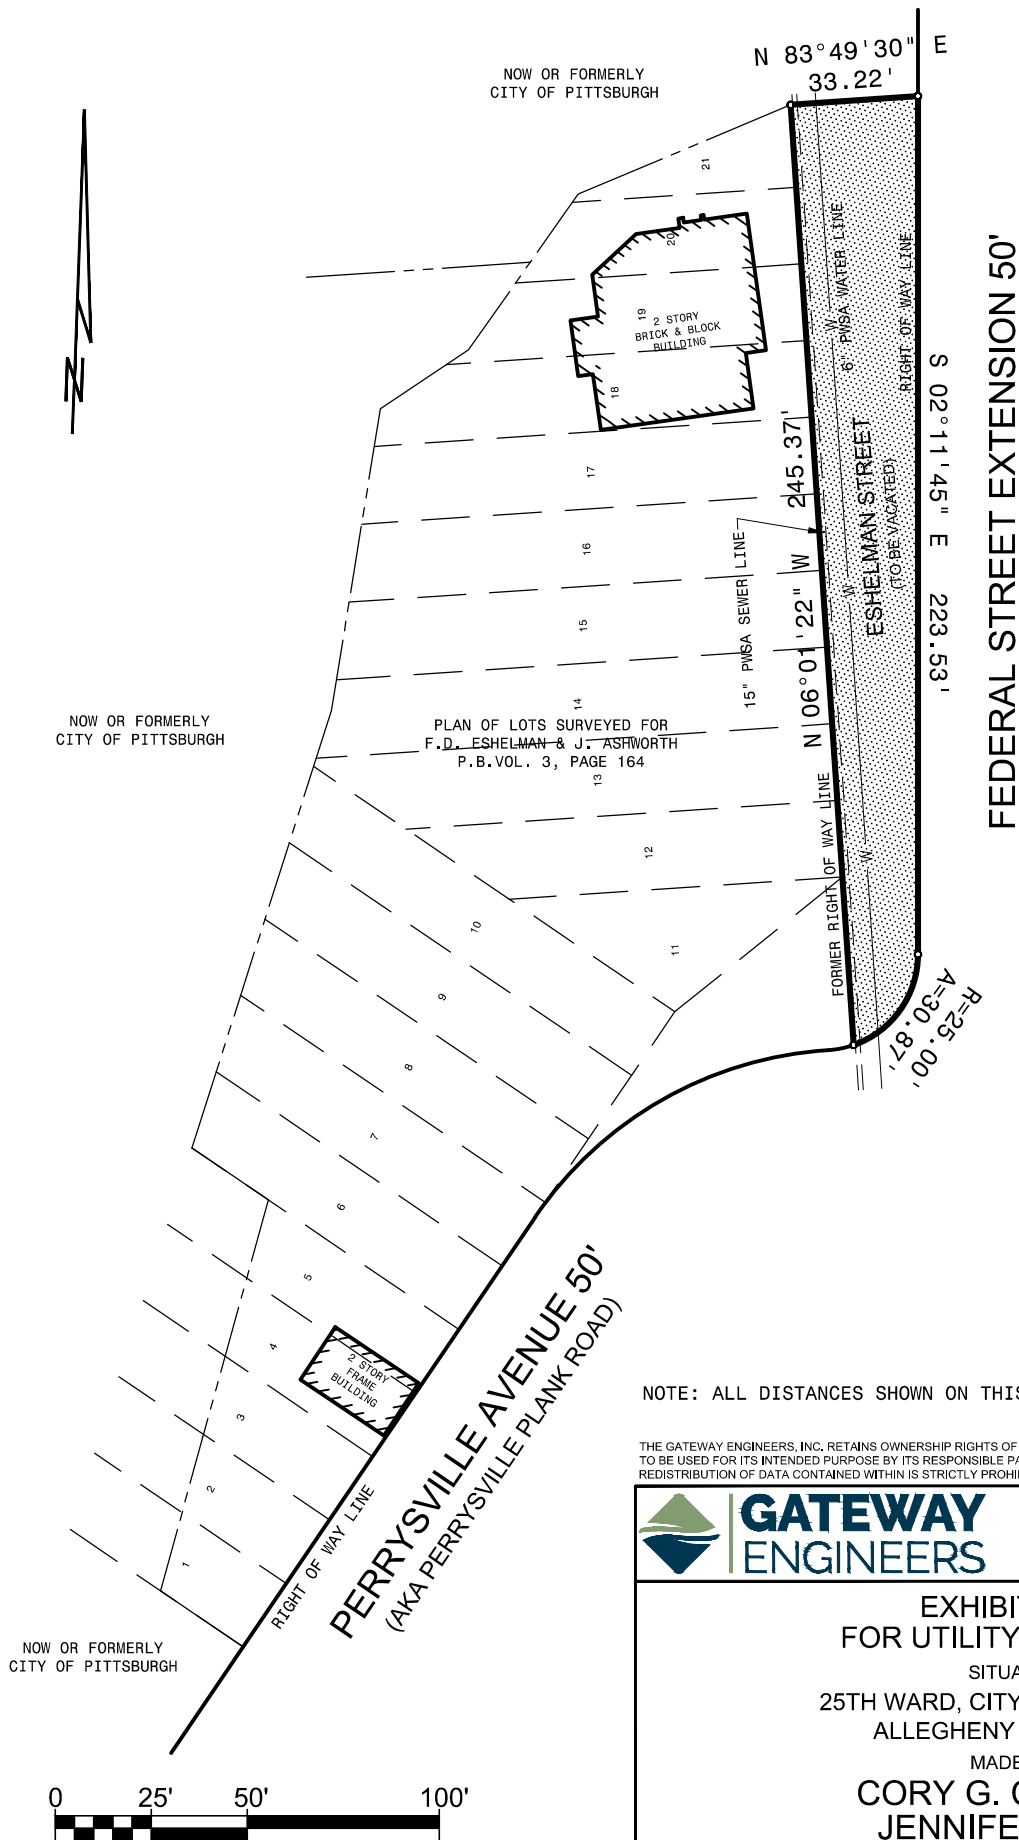 N 83°49'30" E
33.22'
NOW OR FORMERLY
CITY OF PITTSBURGH
N
21
20
19
2 STORY
BRICK & BLOCK
BUILDING
18
17
16
15
14
13
12
11
10
9
8
7
6
5
4
3
2
1
6" PWSA WATER LINE
W
W
W
W
RIGHT OF WAY LINE
ESHELMAN STREET
(TO BE VACATED)
S 02°11'45" E 223.53'
FEDERAL STREET EXTENSION 50'
N 06°01'22" W 245.37'
15" PWSA SEWER LINE
FORMER RIGHT OF WAY LINE
NOW OR FORMERLY
CITY OF PITTSBURGH
PLAN OF LOTS SURVEYED FOR
F.D. ESHELMAN & J. ASHWORTH
P.B.VOL. 3, PAGE 164
R=25.00'
A=30.87'
2 STORY
FRAME
BUILDING
PERRYSVILLE AVENUE 50'
(AKA PERRYSVILLE PLANK ROAD)
RIGHT OF WAY LINE
NOW OR FORMERLY
CITY OF PITTSBURGH
0 25' 50' 100'
NOTE: ALL DISTANCES SHOWN ON THIS
THE GATEWAY ENGINEERS, INC. RETAINS OWNERSHIP RIGHTS OF
TO BE USED FOR ITS INTENDED PURPOSE BY ITS RESPONSIBLE
REDISTRIBUTION OF DATA CONTAINED WITHIN IS STRICTLY
GATEWAY
ENGINEERS
FOR UTILITY
25TH WARD, CITY
ALLEGHENY
MADE
CORY G.